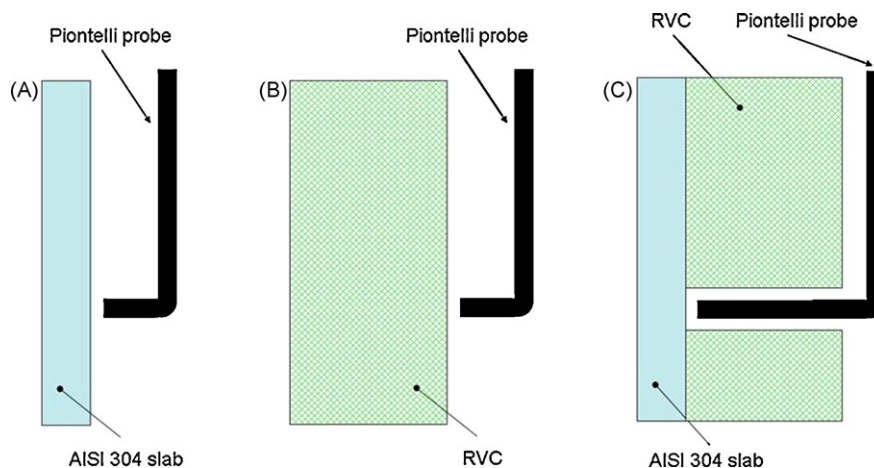 Piontelli probe
(A)
AISI 304 slab
Piontelli probe
(B)
RVC
RVC
Piontelli probe
(C)
AISI 304 slab